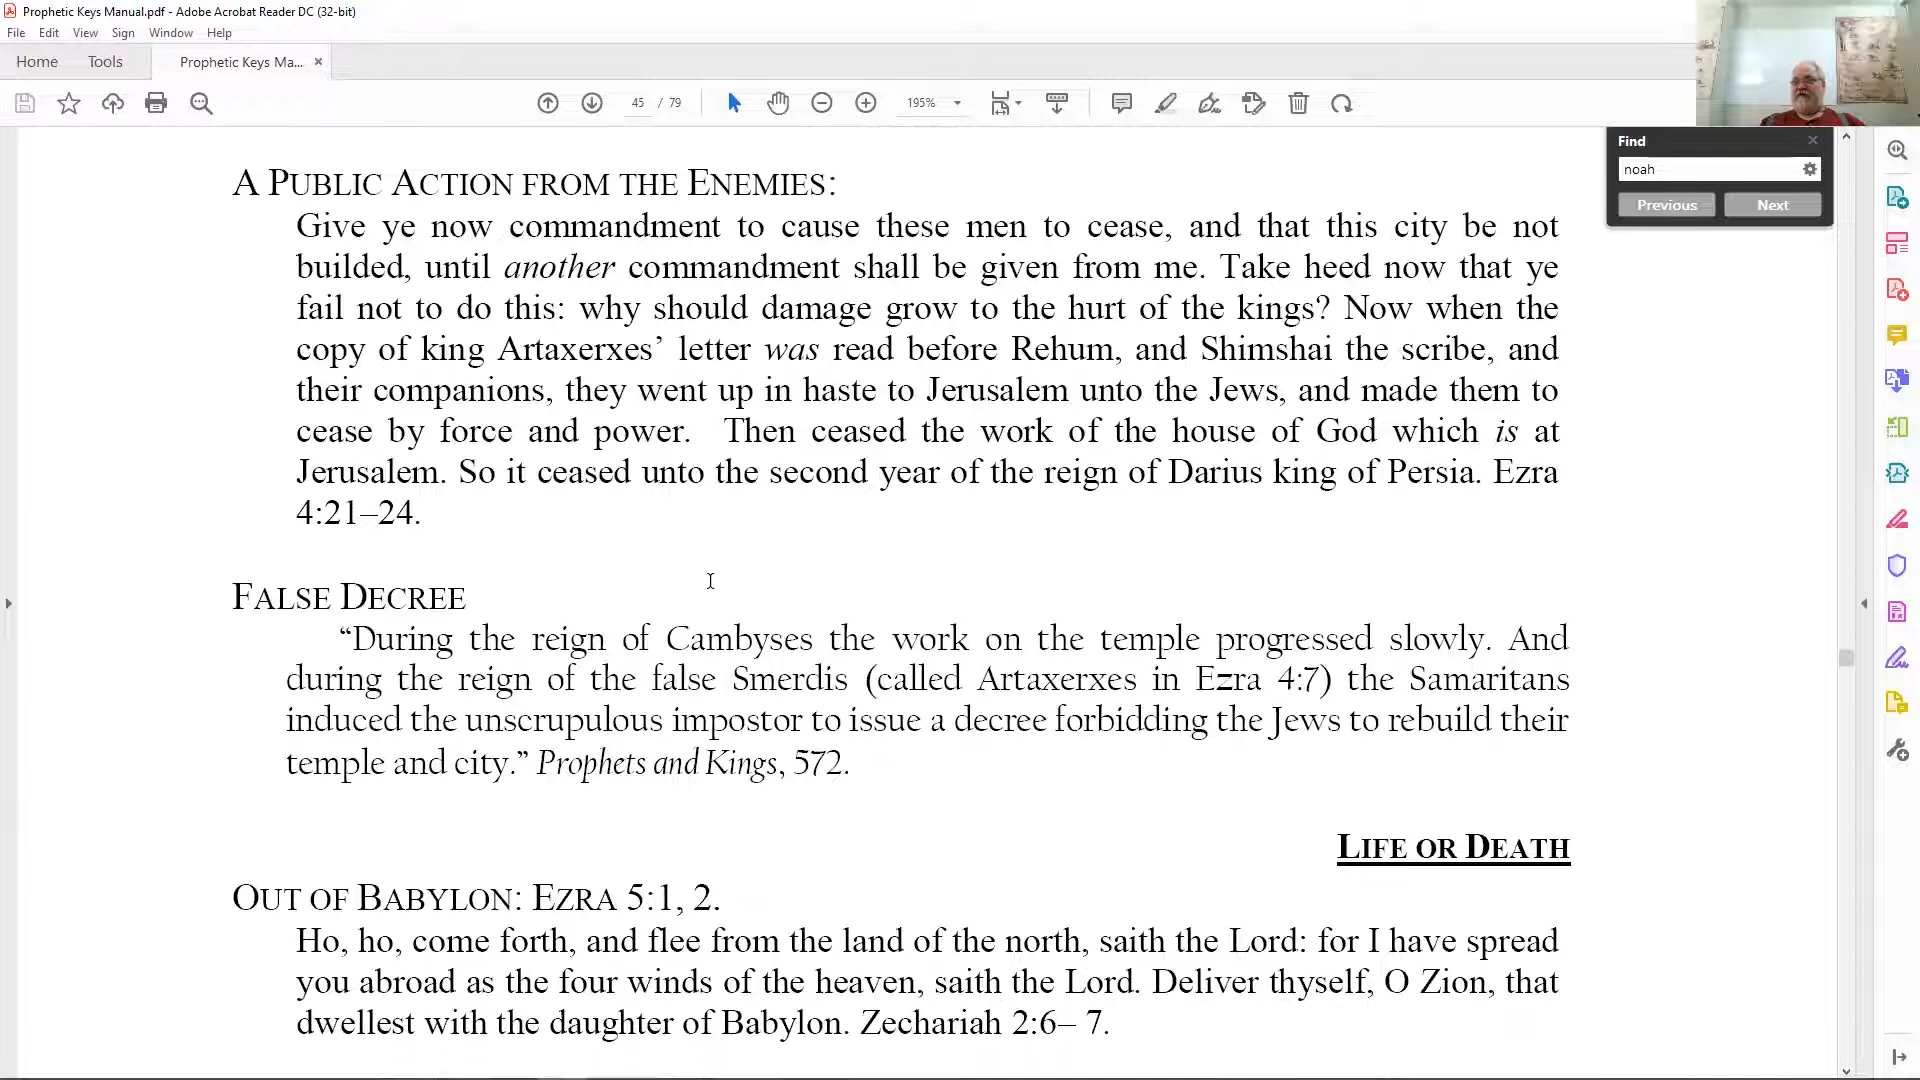 Prophetic Keys Manual.pdf - Adobe Acrobat Reader DC (32-bit)
File Edit View Sign Window Help
Home Tools Prophetic Keys Ma... ×
45 / 79 195%
Find
noah
Previous Next
A PUBLIC ACTION FROM THE ENEMIES:
Give ye now commandment to cause these men to cease, and that this city be not
builded, until another commandment shall be given from me. Take heed now that ye
fail not to do this: why should damage grow to the hurt of the kings? Now when the
copy of king Artaxerxes’ letter was read before Rehum, and Shimshai the scribe, and
their companions, they went up in haste to Jerusalem unto the Jews, and made them to
cease by force and power. Then ceased the work of the house of God which is at
Jerusalem. So it ceased unto the second year of the reign of Darius king of Persia. Ezra
4:21–24.
FALSE DECREE
“During the reign of Cambyses the work on the temple progressed slowly. And
during the reign of the false Smerdis (called Artaxerxes in Ezra 4:7) the Samaritans
induced the unscrupulous impostor to issue a decree forbidding the Jews to rebuild their
temple and city.” Prophets and Kings, 572.
LIFE OR DEATH
OUT OF BABYLON: EZRA 5:1, 2.
Ho, ho, come forth, and flee from the land of the north, saith the Lord: for I have spread
you abroad as the four winds of the heaven, saith the Lord. Deliver thyself, O Zion, that
dwellest with the daughter of Babylon. Zechariah 2:6– 7.